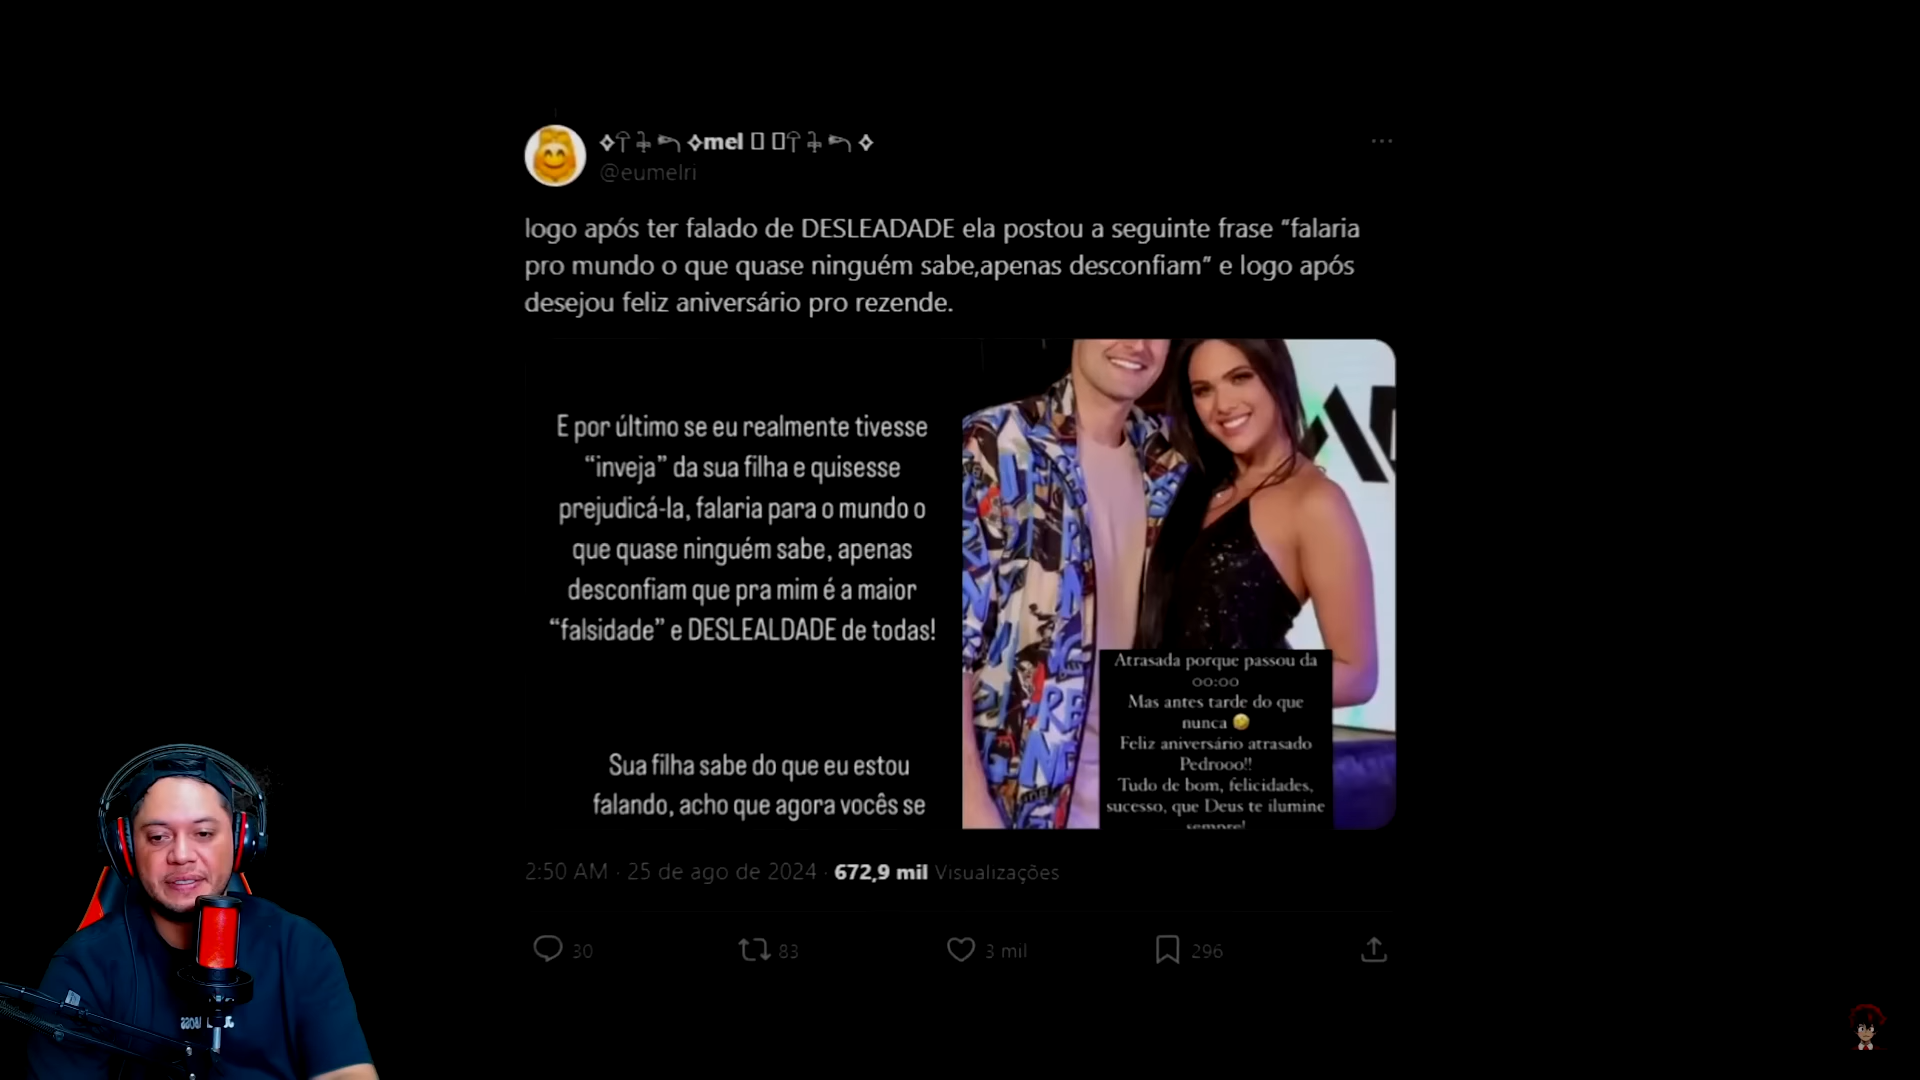 mel
@eumelri
logo após ter falado de DESLEADADE ela postou a seguinte frase "falaria
pro mundo o que quase ninguém sabe,apenas desconfiam" e logo após
desejou feliz aniversário pro rezende.
E por último se eu realmente tivesse
“inveja” da sua filha e quisesse
prejudicá-la, falaria para o mundo o
que quase ninguém sabe, apenas
desconfiam que pra mim é a maior
“falsidade” e DESLEALDADE de todas!
Sua filha sabe do que eu estou
falando, acho que agora vocês se
Atrasada porque passou da
00:00
Mas antes tarde do que
nunca 🤣
Feliz aniversário atrasado
Pedrooo!!
Tudo de bom, felicidades,
sucesso, que Deus te ilumine
sempre!
2:50 AM · 25 de ago de 2024 · 672,9 mil Visualizações
30 83 3 mil 296